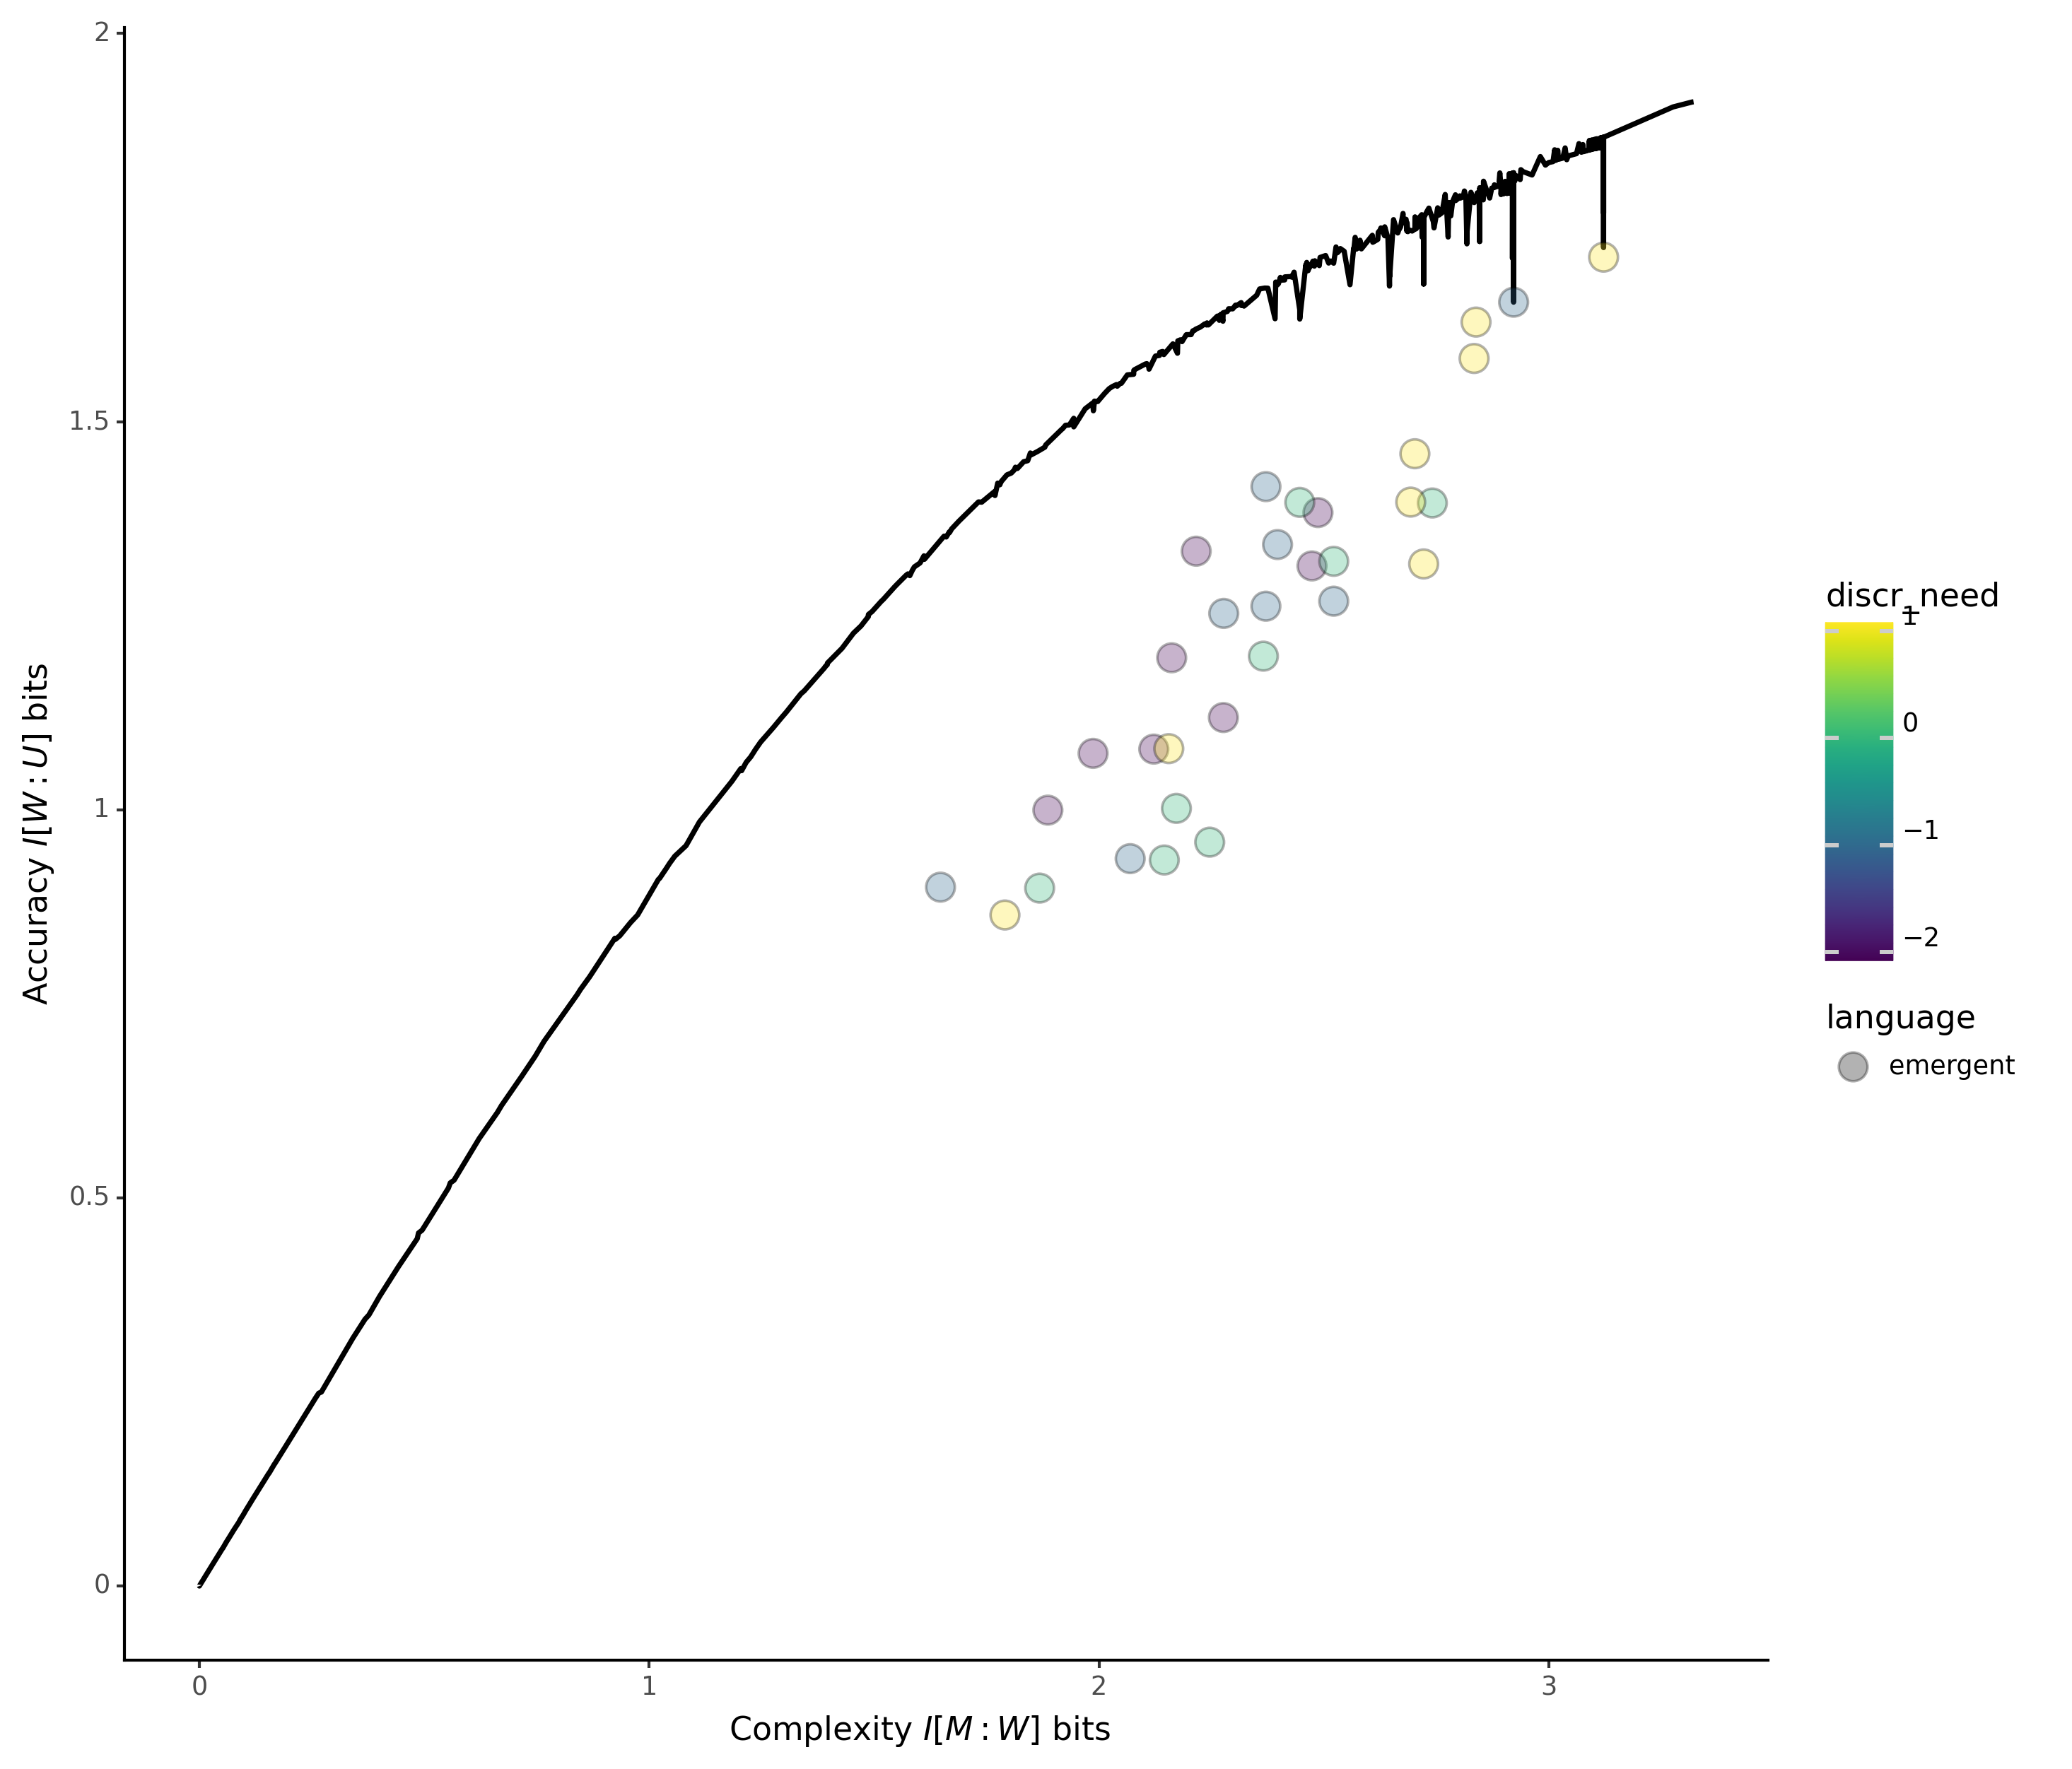 2
1.5
1
0.5
0
Accuracy I[W : U] bits
0
1
2
3
Complexity I[M : W] bits
discr_need
1
0
−1
−2
language
emergent